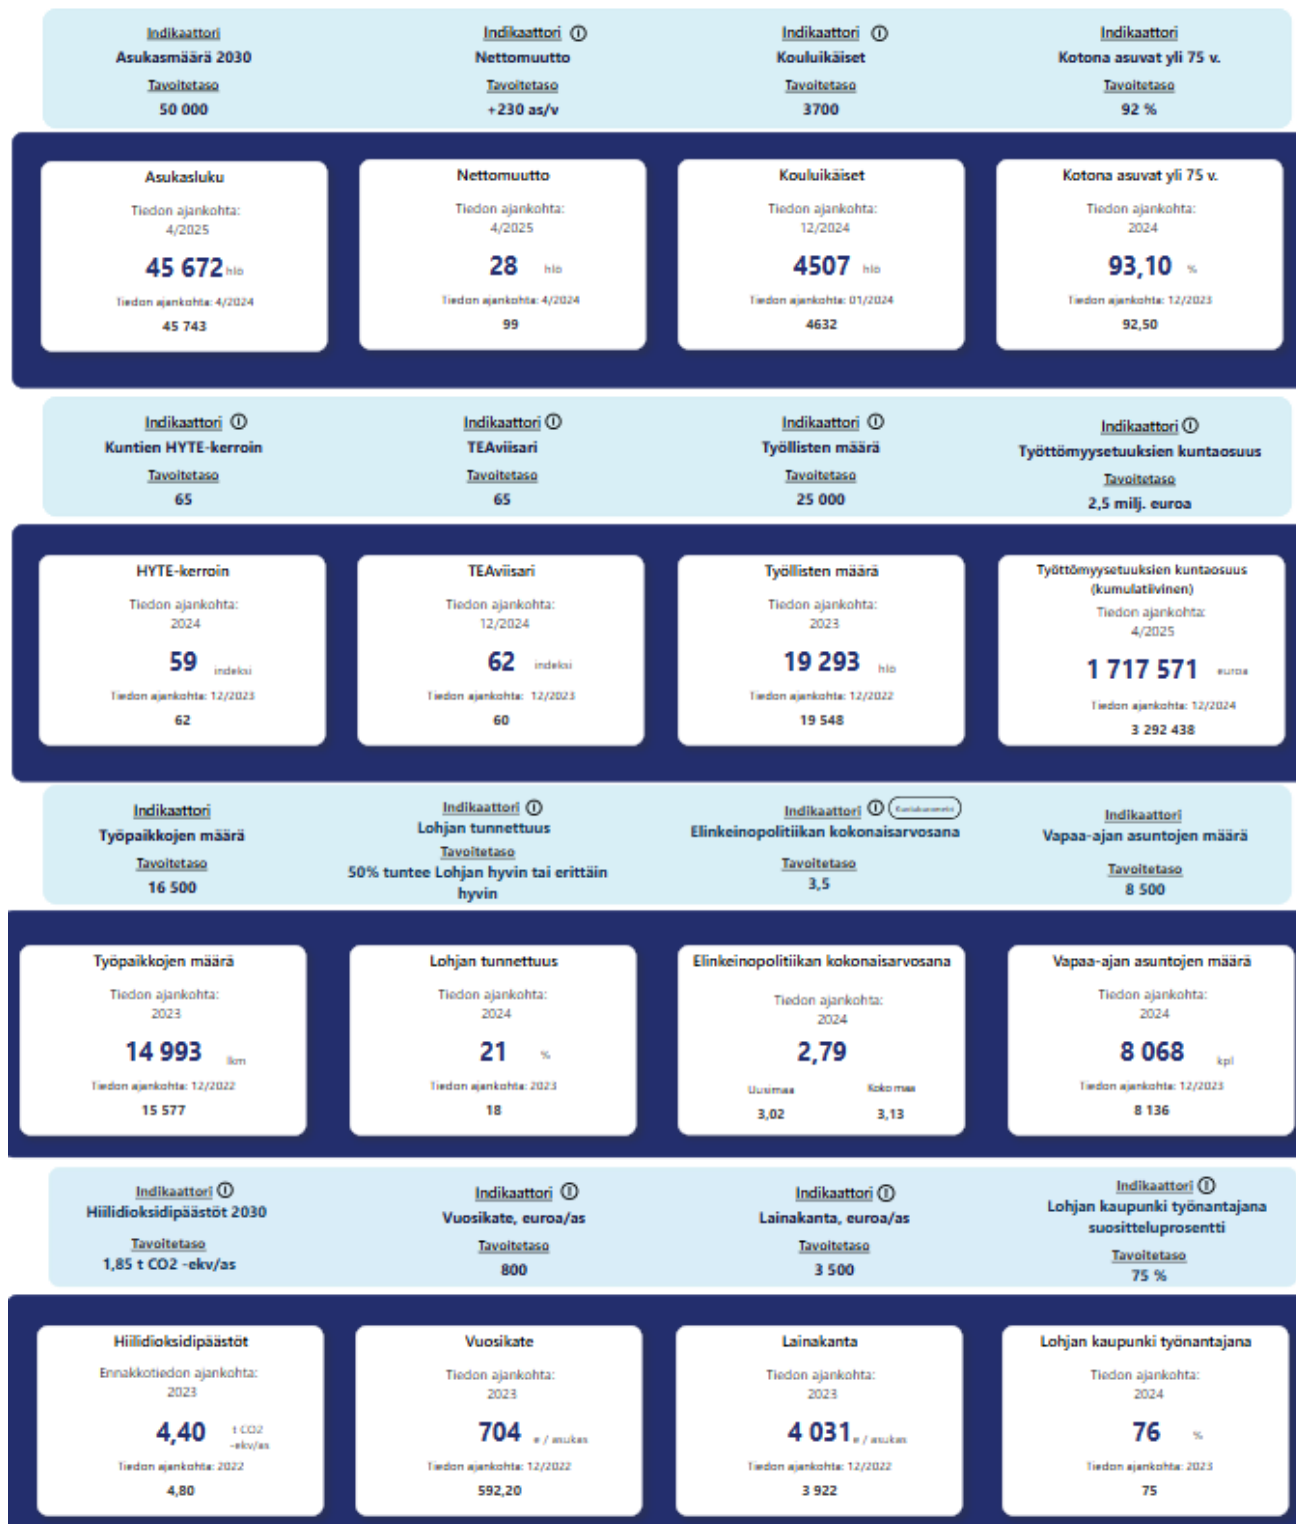 Indikaattori
Asukasmäärä 2030
Tavoitetaso
50 000
Indikaattori
Nettomuutto
Tavoitetaso
+230 as/v
Indikaattori
Kouluikäiset
Tavoitetaso
3700
Indikaattori
Kotona asuvat yli 75 v.
Tavoitetaso
92 %
Asukasluku
Tiedon ajankohta:
4/2025
45 672 hlö
Tiedon ajankohta: 4/2024
45 743
Nettomuutto
Tiedon ajankohta:
4/2025
28 hlö
Tiedon ajankohta: 4/2024
99
Kouluikäiset
Tiedon ajankohta:
12/2024
4507 hlö
Tiedon ajankohta: 01/2024
4632
Kotona asuvat yli 75 v.
Tiedon ajankohta:
2024
93,10 %
Tiedon ajankohta: 12/2023
92,50
Indikaattori
Kuntien HYTE-kerroin
Tavoitetaso
65
Indikaattori
TEAviisari
Tavoitetaso
65
Indikaattori
Työllisten määrä
Tavoitetaso
25 000
Indikaattori
Työttömyysetuuksien kuntaosuus
Tavoitetaso
2,5 milj. euroa
HYTE-kerroin
Tiedon ajankohta:
2024
59 indeksi
Tiedon ajankohta: 12/2023
62
TEAviisari
Tiedon ajankohta:
12/2024
62 indeksi
Tiedon ajankohta: 12/2023
60
Työllisten määrä
Tiedon ajankohta:
2023
19 293 hlö
Tiedon ajankohta: 12/2022
19 548
Työttömyysetuuksien kuntaosuus
(kumulatiivinen)
Tiedon ajankohta:
4/2025
1 717 571 euroa
Tiedon ajankohta: 12/2024
3 292 438
Indikaattori
Työpaikkojen määrä
Tavoitetaso
16 500
Indikaattori
Lohjan tunnettuus
Tavoitetaso
50% tuntee Lohjan hyvin tai erittäin
hyvin
Indikaattori
Elinkeinopolitiikan kokonaisarvosana
Tavoitetaso
3,5
Indikaattori
Vapaa-ajan asuntojen määrä
Tavoitetaso
8 500
Työpaikkojen määrä
Tiedon ajankohta:
2023
14 993 lkm
Tiedon ajankohta: 12/2022
15 577
Lohjan tunnettuus
Tiedon ajankohta:
2024
21 %
Tiedon ajankohta: 2023
18
Elinkeinopolitiikan kokonaisarvosana
Tiedon ajankohta:
2024
2,79
Uusimaa Koko maa
3,02 3,13
Vapaa-ajan asuntojen määrä
Tiedon ajankohta:
2024
8 068 kpl
Tiedon ajankohta: 12/2023
8 136
Indikaattori
Hiilidioksidipäästöt 2030
Tavoitetaso
1,85 t CO2 -ekv/as
Indikaattori
Vuosikate, euroa/as
Tavoitetaso
800
Indikaattori
Lainakanta, euroa/as
Tavoitetaso
3 500
Indikaattori
Lohjan kaupunki työnantajana
suositteluprosentti
Tavoitetaso
75 %
Hiilidioksidipäästöt
Ennakkotiedon ajankohta:
2023
4,40 t CO2
-ekv/as
Tiedon ajankohta: 2022
4,80
Vuosikate
Tiedon ajankohta:
2023
704 e / asukas
Tiedon ajankohta: 12/2022
592,20
Lainakanta
Tiedon ajankohta:
2023
4 031 e / asukas
Tiedon ajankohta: 12/2022
3 922
Lohjan kaupunki työnantajana
Tiedon ajankohta:
2024
76 %
Tiedon ajankohta: 2023
75